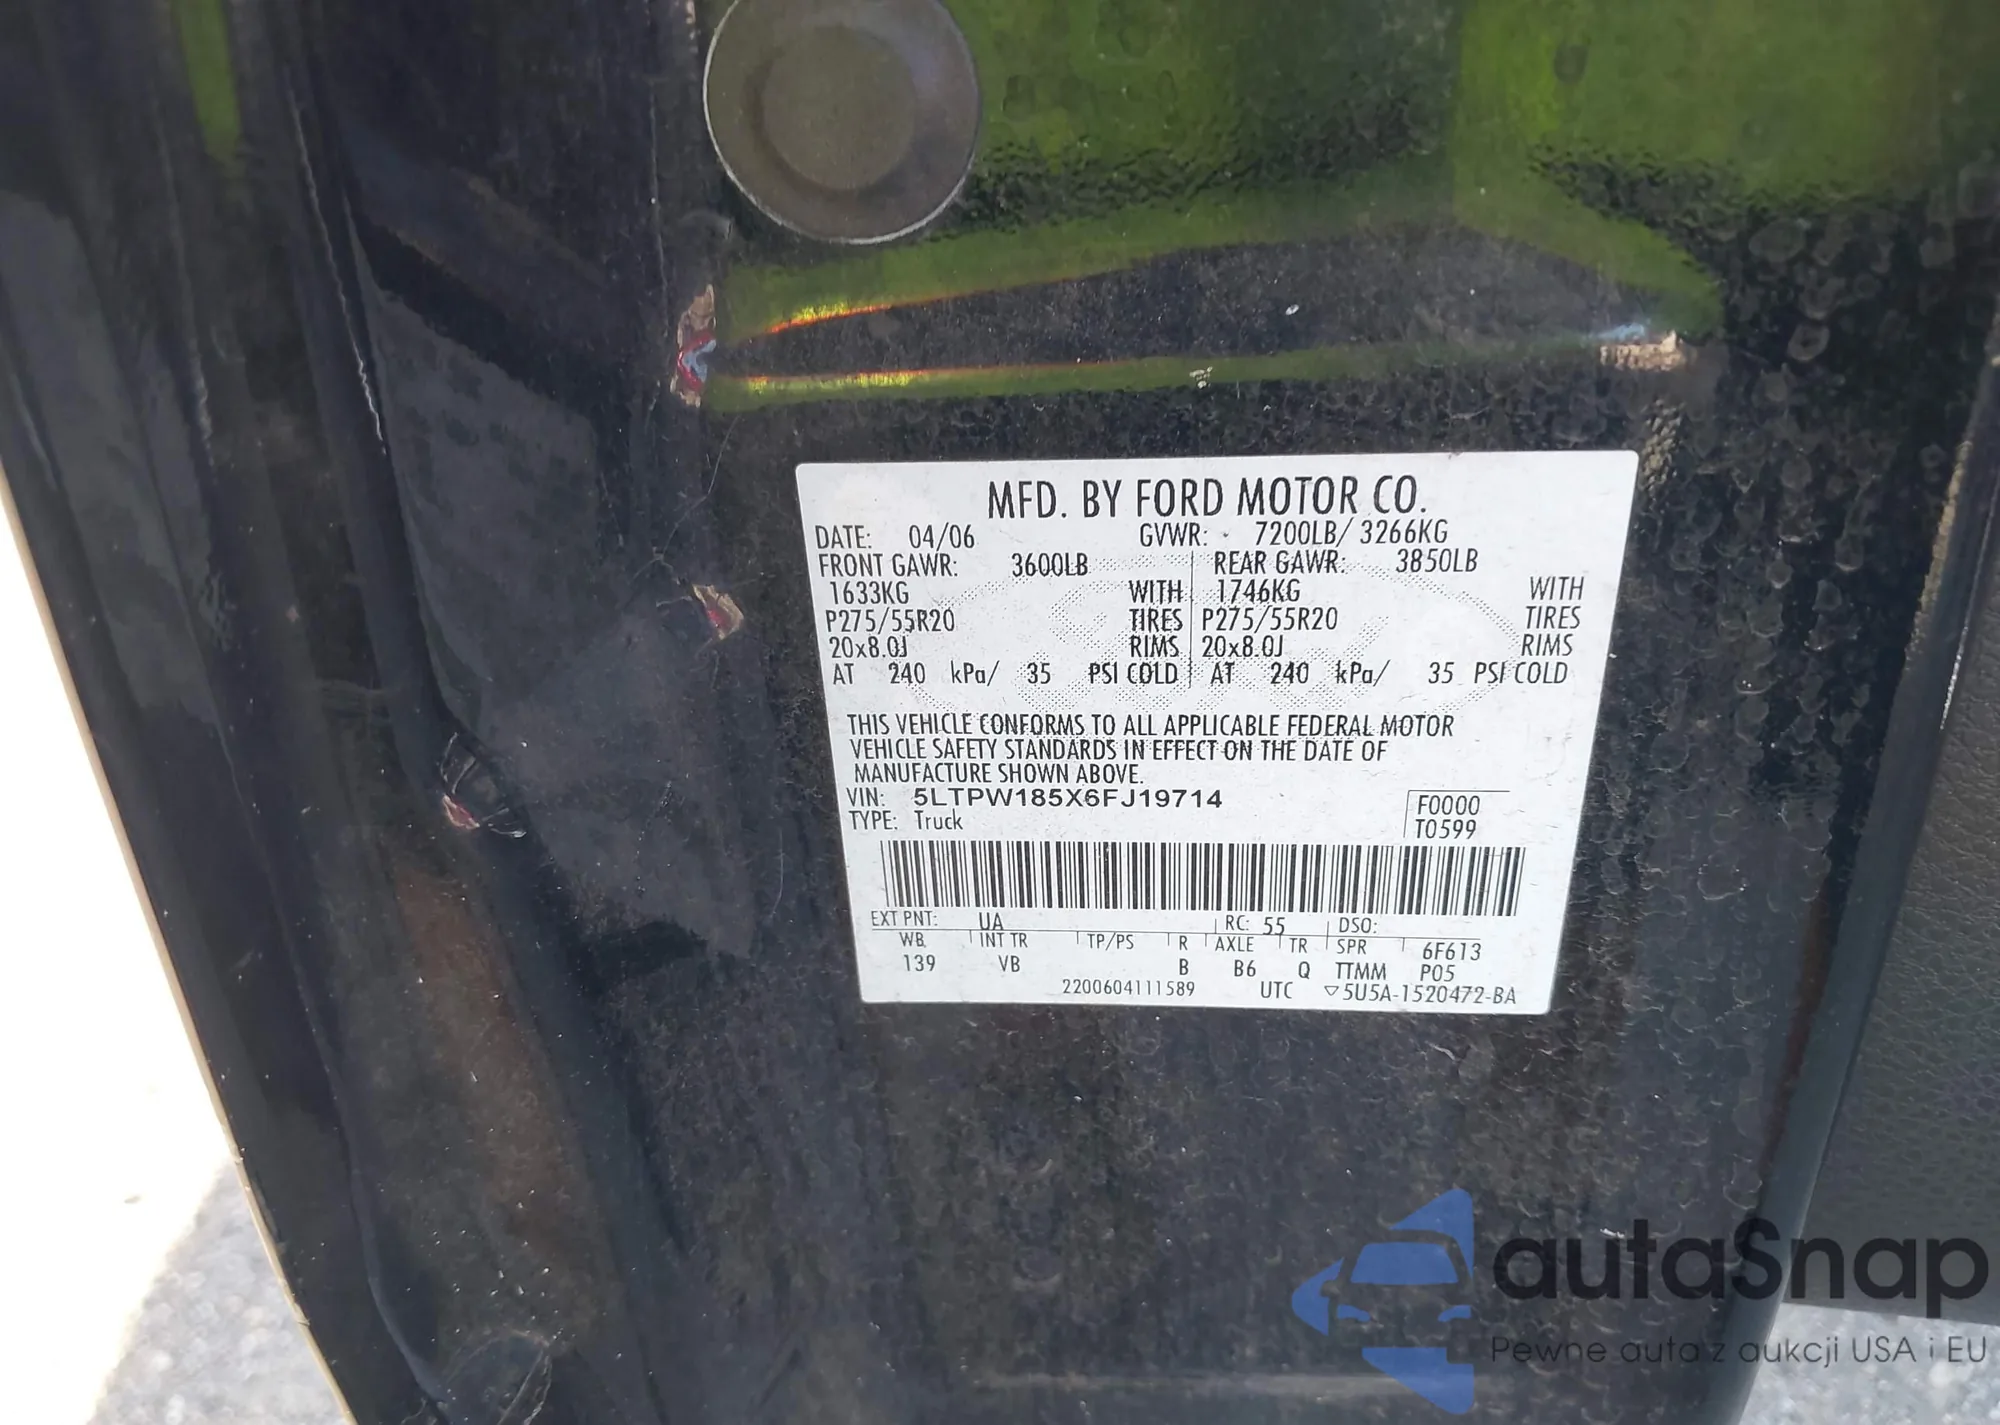 MFD. BY FORD MOTOR CO.
DATE: 04/06 GVWR: 7200LB/ 3266KG
FRONT GAWR: 3600LB REAR GAWR: 3850LB
1633KG WITH 1746KG WITH
P275/55R20 TIRES P275/55R20 TIRES
20x8.0J RIMS 20x8.0J RIMS
AT 240 kPa/ 35 PSI COLD AT 240 kPa/ 35 PSI COLD
THIS VEHICLE CONFORMS TO ALL APPLICABLE FEDERAL MOTOR
VEHICLE SAFETY STANDARDS IN EFFECT ON THE DATE OF
MANUFACTURE SHOWN ABOVE.
VIN: 5LTPW185X6FJ19714 F0000
TYPE: Truck T0599
EXT PNT: UA RC: 55 DSO:
WB INT TR TP/PS R AXLE TR SPR 6F613
139 VB B B6 Q TTMM P05
2200604111589 UTC ▽5U5A-1520472-BA
autaSnap
Pewne auta z aukcji USA i EU